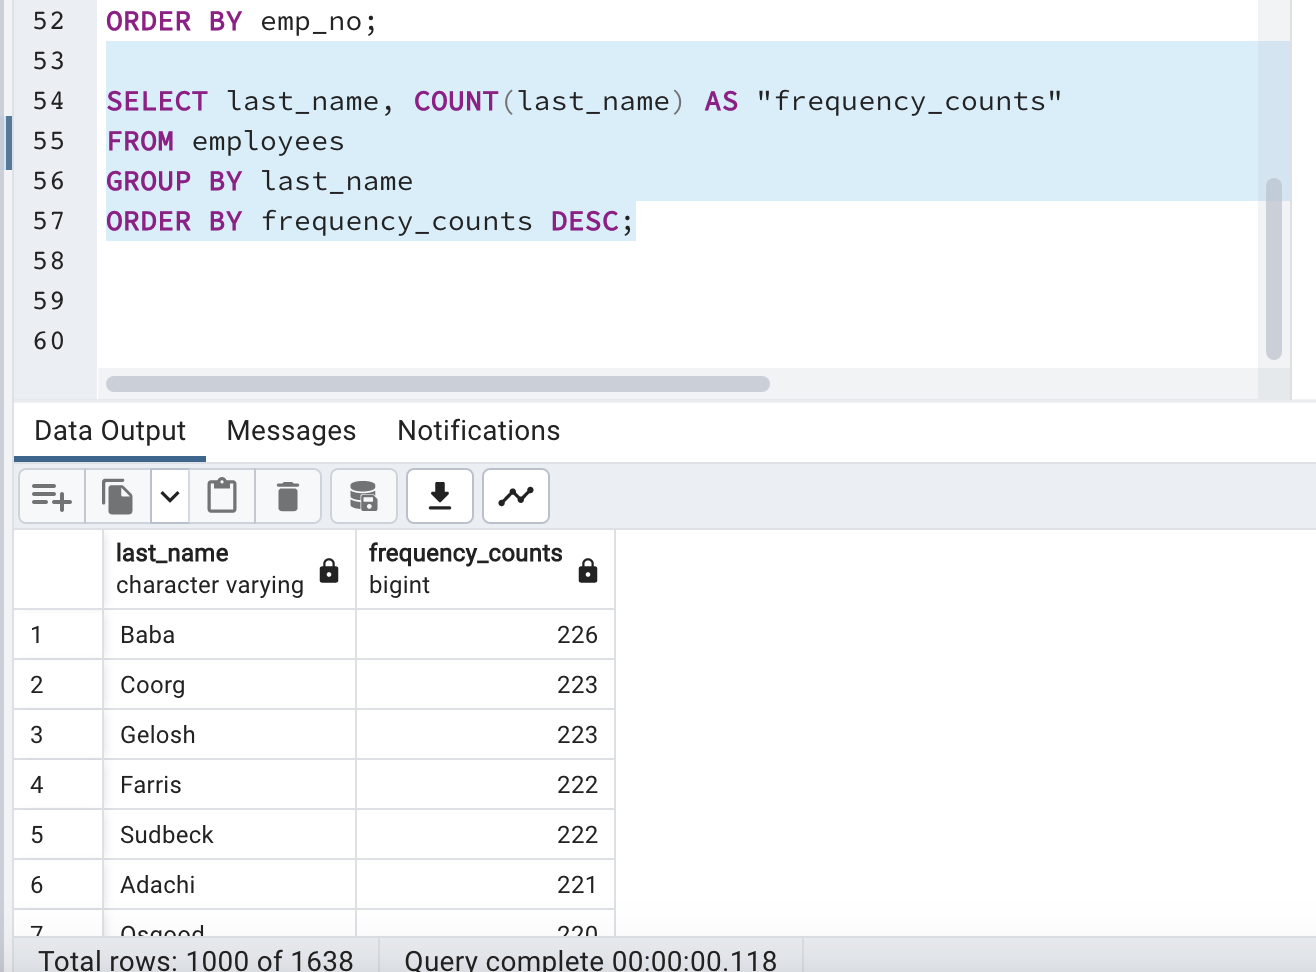 52 ORDER BY emp_no;
53
54 SELECT last_name, COUNT(last_name) AS "frequency_counts"
55 FROM employees
56 GROUP BY last_name
57 ORDER BY frequency_counts DESC;
58
59
60
Data Output Messages Notifications
last_name frequency_counts
character varying bigint
1 Baba 226
2 Coorg 223
3 Gelosh 223
4 Farris 222
5 Sudbeck 222
6 Adachi 221
7 Osgood 220
Total rows: 1000 of 1638 Query complete 00:00:00.118